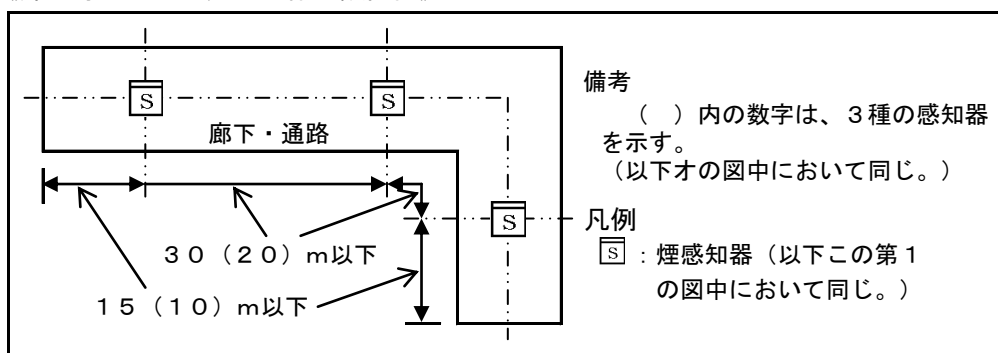 S
S
廊下・通路
S
30(20)m以下
15(10)m以下
備考
( )内の数字は、3種の感知器
を示す。
(以下オの図中において同じ。)
凡例
S:煙感知器(以下この第1
の図中において同じ。)